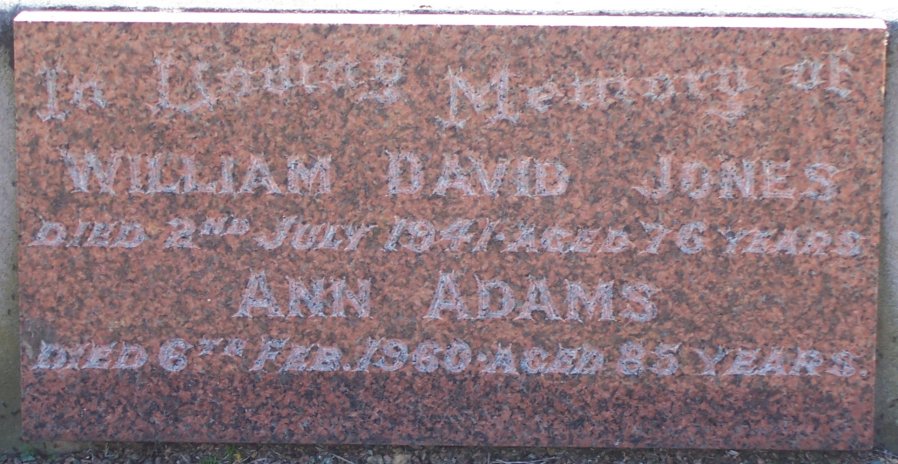 In Loving Memory of
WILLIAM DAVID JONES
DIED 2ND JULY 1941·AGED 76 YEARS
ANN ADAMS
DIED 6TH FEB. 1960·AGED 85 YEARS.